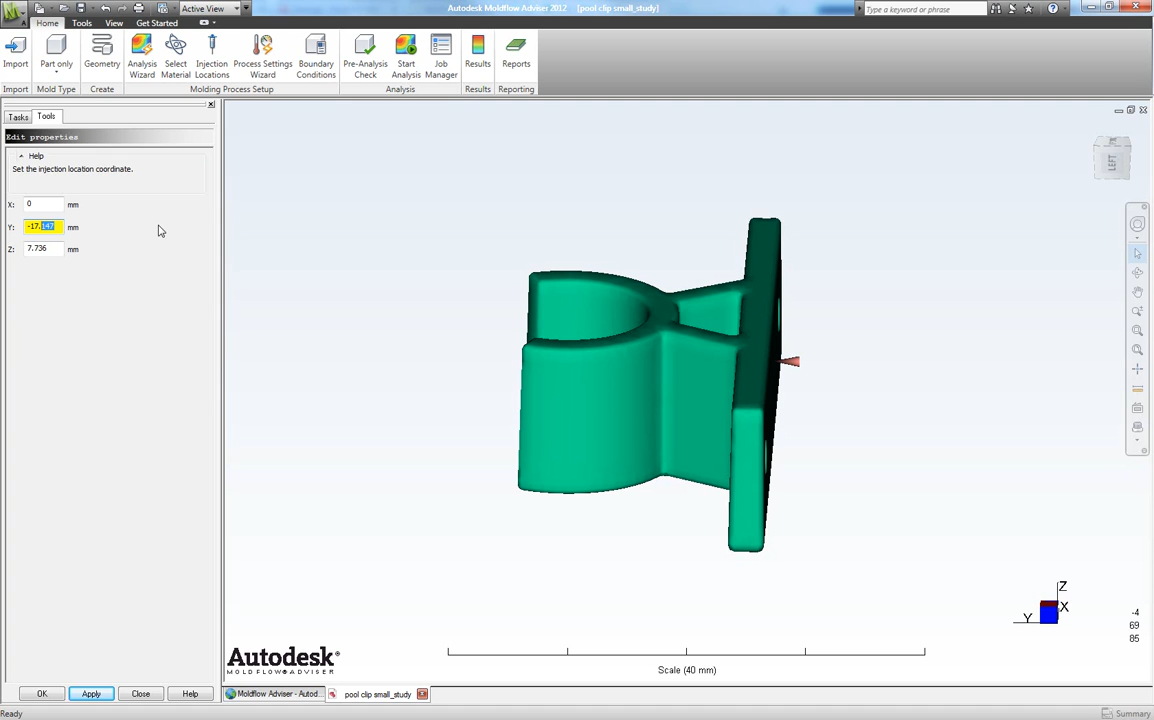 Active View
Autodesk Moldflow Adviser 2012 [pool clip small_study]
Type a keyword or phrase
Home Tools View Get Started
Import Part only Geometry Analysis Wizard Select Material Injection Locations Process Settings Wizard Boundary Conditions Pre-Analysis Check Start Analysis Job Manager Results Reports
Import Mold Type Create Molding Process Setup Analysis Results Reporting
Tasks Tools
Edit properties
Help
Set the injection location coordinate.
X: 0 mm
Y: -17.147 mm
Z: 7.736 mm
LEFT
Z
X
Y
-4
69
85
Autodesk®
MOLDFLOW® ADVISER
Scale (40 mm)
OK Apply Close Help
Moldflow Adviser - Autod... pool clip small_study
Ready
Summary